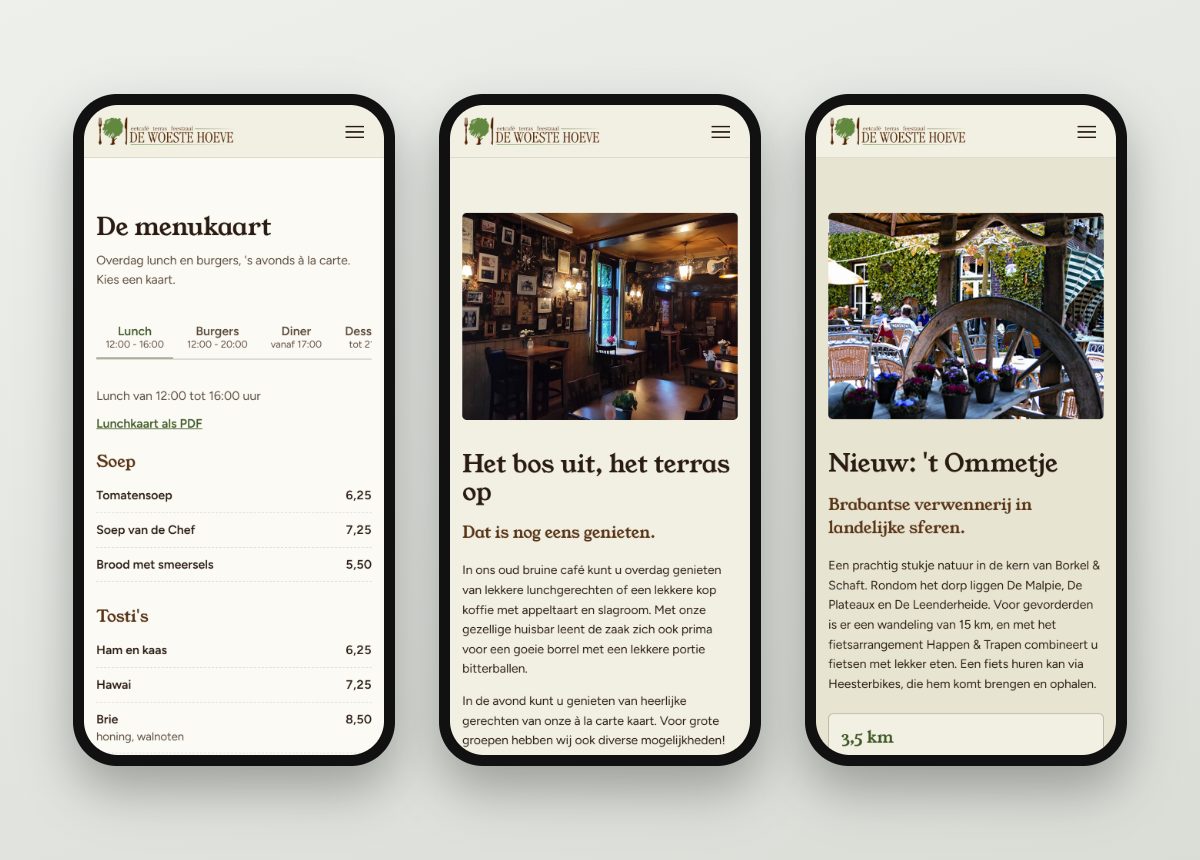 eetcafé terras feestzaal
DE WOESTE HOEVE
De menukaart
Overdag lunch en burgers, 's avonds à la carte.
Kies een kaart.
Lunch
12:00 - 16:00
Burgers
12:00 - 20:00
Diner
vanaf 17:00
Dess
tot 2
Lunch van 12:00 tot 16:00 uur
Lunchkaart als PDF
Soep
Tomatensoep 6,25
Soep van de Chef 7,25
Brood met smeersels 5,50
Tosti's
Ham en kaas 6,25
Hawai 7,25
Brie 8,50
honing, walnoten
eetcafé terras feestzaal
DE WOESTE HOEVE
Het bos uit, het terras
op
Dat is nog eens genieten.
In ons oud bruine café kunt u overdag genieten
van lekkere lunchgerechten of een lekkere kop
koffie met appeltaart en slagroom. Met onze
gezellige huisbar leent de zaak zich ook prima
voor een goeie borrel met een lekkere portie
bitterballen.
In de avond kunt u genieten van heerlijke
gerechten van onze à la carte kaart. Voor grote
groepen hebben wij ook diverse mogelijkheden!
eetcafé terras feestzaal
DE WOESTE HOEVE
Nieuw: 't Ommetje
Brabantse verwennerij in
landelijke sferen.
Een prachtig stukje natuur in de kern van Borkel &
Schaft. Rondom het dorp liggen De Malpie, De
Plateaux en De Leenderheide. Voor gevorderden
is er een wandeling van 15 km, en met het
fietsarrangement Happen & Trapen combineert u
fietsen met lekker eten. Een fiets huren kan via
Heesterbikes, die hem komt brengen en ophalen.
3,5 km